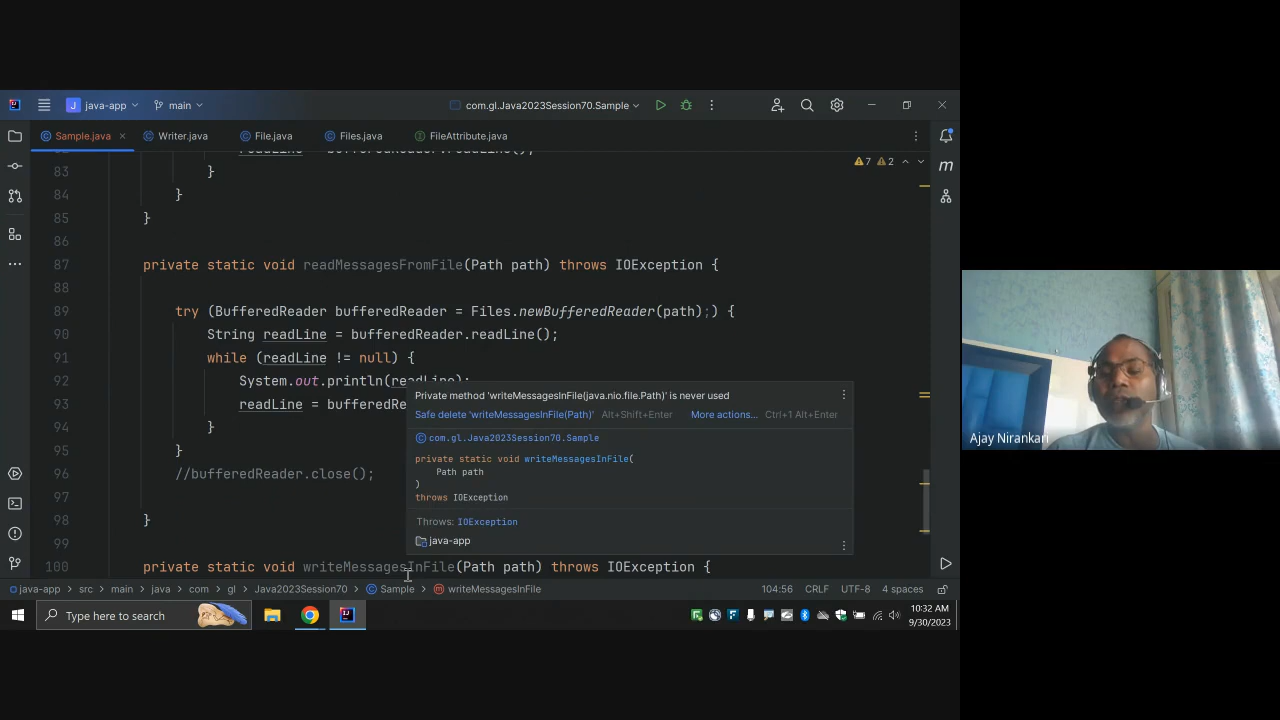 java-app
main
com.gl.Java2023Session70.Sample
Sample.java
Writer.java
File.java
Files.java
FileAttribute.java
7
2
83 }
84 }
85 }
86
87 private static void readMessagesFromFile(Path path) throws IOException {
88
89 try (BufferedReader bufferedReader = Files.newBufferedReader(path);) {
90 String readLine = bufferedReader.readLine();
91 while (readLine != null) {
92 System.out.println(readLine);
93 readLine = bufferedRe
94 }
95 }
96 //bufferedReader.close();
97
98 }
99
100 private static void writeMessagesInFile(Path path) throws IOException {
Private method 'writeMessagesInFile(java.nio.file.Path)' is never used
Safe delete 'writeMessagesInFile(Path)' Alt+Shift+Enter More actions... Ctrl+1 Alt+Enter
com.gl.Java2023Session70.Sample
private static void writeMessagesInFile(
Path path
)
throws IOException
Throws: IOException
java-app
java-app > src > main > java > com > gl > Java2023Session70 > Sample > writeMessagesInFile
104:56 CRLF UTF-8 4 spaces
Type here to search
10:32 AM
9/30/2023
Ajay Nirankari